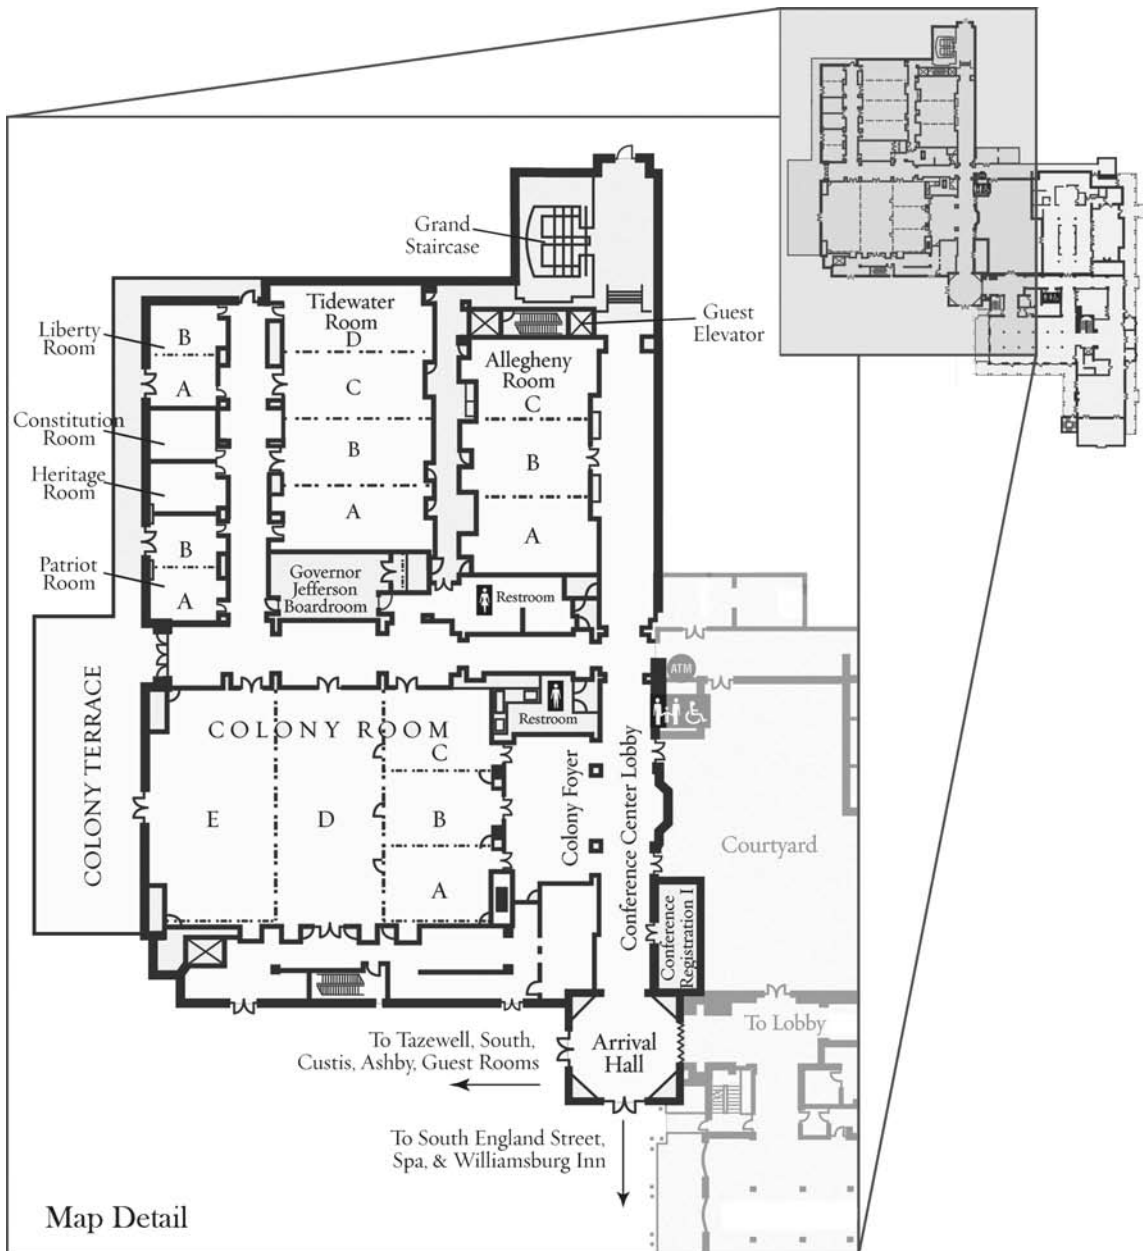 Grand
Staircase
Tidewater
Room
D
C
B
A
Guest
Elevator
Liberty
Room
B
A
Allegheny
Room
C
B
A
Constitution
Room
Heritage
Room
Patriot
Room
B
A
Governor
Jefferson
Boardroom
Restroom
ATM
Restroom
COLONY TERRACE
COLONY ROOM
C
E
D
B
A
Colony Foyer
Conference Center Lobby
Courtyard
Conference
Registration I
To Lobby
Arrival
Hall
To Tazewell, South,
Custis, Ashby, Guest Rooms
To South England Street,
Spa, & Williamsburg Inn
Map Detail